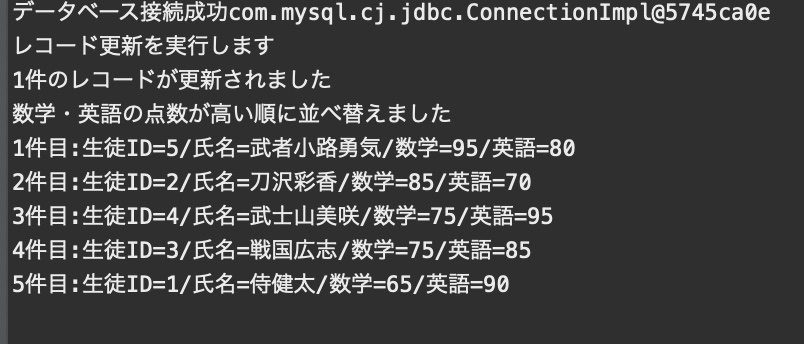 データベース接続成功com.mysql.cj.jdbc.ConnectionImpl@5745ca0e
レコード更新を実行します
1件のレコードが更新されました
数学・英語の点数が高い順に並べ替えました
1件目:生徒ID=5/氏名=武者小路勇気/数学=95/英語=80
2件目:生徒ID=2/氏名=刀沢彩香/数学=85/英語=70
3件目:生徒ID=4/氏名=武士山美咲/数学=75/英語=95
4件目:生徒ID=3/氏名=戦国広志/数学=75/英語=85
5件目:生徒ID=1/氏名=侍健太/数学=65/英語=90